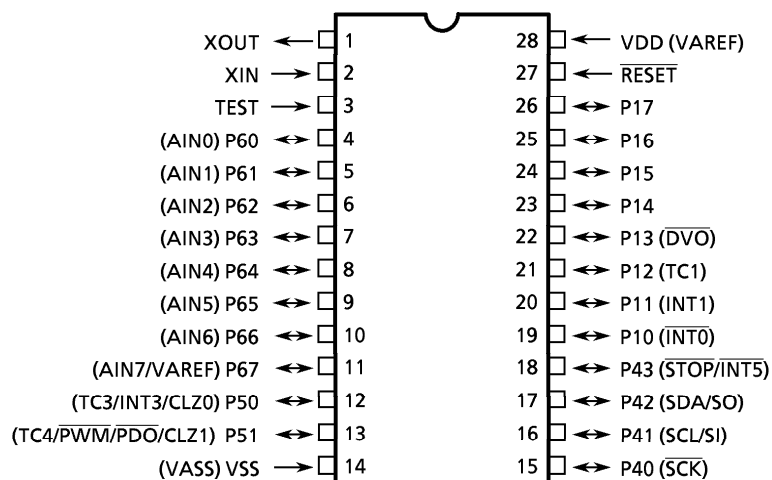 XOUT 1 28 VDD (VAREF)
XIN 2 27 RESET
TEST 3 26 P17
(AIN0) P60 4 25 P16
(AIN1) P61 5 24 P15
(AIN2) P62 6 23 P14
(AIN3) P63 7 22 P13 (DVO)
(AIN4) P64 8 21 P12 (TC1)
(AIN5) P65 9 20 P11 (INT1)
(AIN6) P66 10 19 P10 (INT0)
(AIN7/VAREF) P67 11 18 P43 (STOP/INT5)
(TC3/INT3/CLZ0) P50 12 17 P42 (SDA/SO)
(TC4/PWM/PDO/CLZ1) P51 13 16 P41 (SCL/SI)
(VASS) VSS 14 15 P40 (SCK)